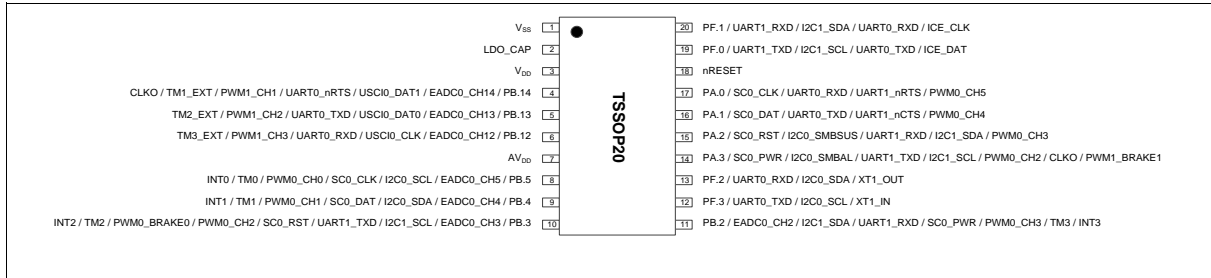 VSS 1
LDO_CAP 2
VDD 3
CLKO / TM1_EXT / PWM1_CH1 / UART0_nRTS / USCI0_DAT1 / EADC0_CH14 / PB.14 4
TM2_EXT / PWM1_CH2 / UART0_TXD / USCI0_DAT0 / EADC0_CH13 / PB.13 5
TM3_EXT / PWM1_CH3 / UART0_RXD / USCI0_CLK / EADC0_CH12 / PB.12 6
AVDD 7
INT0 / TM0 / PWM0_CH0 / SC0_CLK / I2C0_SCL / EADC0_CH5 / PB.5 8
INT1 / TM1 / PWM0_CH1 / SC0_DAT / I2C0_SDA / EADC0_CH4 / PB.4 9
INT2 / TM2 / PWM0_BRAKE0 / PWM0_CH2 / SC0_RST / UART1_TXD / I2C1_SCL / EADC0_CH3 / PB.3 10
TSSOP20
20 PF.1 / UART1_RXD / I2C1_SDA / UART0_RXD / ICE_CLK
19 PF.0 / UART1_TXD / I2C1_SCL / UART0_TXD / ICE_DAT
18 nRESET
17 PA.0 / SC0_CLK / UART0_RXD / UART1_nRTS / PWM0_CH5
16 PA.1 / SC0_DAT / UART0_TXD / UART1_nCTS / PWM0_CH4
15 PA.2 / SC0_RST / I2C0_SMBSUS / UART1_RXD / I2C1_SDA / PWM0_CH3
14 PA.3 / SC0_PWR / I2C0_SMBAL / UART1_TXD / I2C1_SCL / PWM0_CH2 / CLKO / PWM1_BRAKE1
13 PF.2 / UART0_RXD / I2C0_SDA / XT1_OUT
12 PF.3 / UART0_TXD / I2C0_SCL / XT1_IN
11 PB.2 / EADC0_CH2 / I2C1_SDA / UART1_RXD / SC0_PWR / PWM0_CH3 / TM3 / INT3